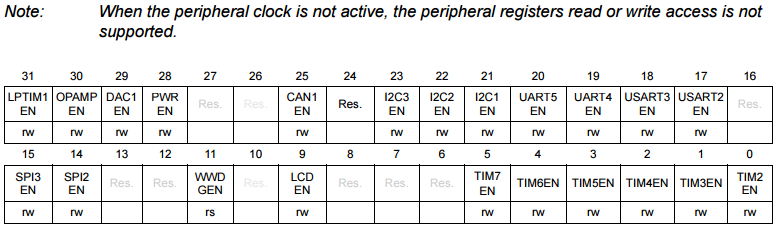 Note: When the peripheral clock is not active, the peripheral registers read or write access is not
supported.
31 30 29 28 27 26 25 24 23 22 21 20 19 18 17 16
LPTIM1 OPAMP DAC1 PWR Res. Res. CAN1 Res. I2C3 I2C2 I2C1 UART5 UART4 USART3 USART2 Res.
EN EN EN EN EN EN EN EN EN EN EN EN
rw rw rw rw rw rw rw rw rw rw rw rw
15 14 13 12 11 10 9 8 7 6 5 4 3 2 1 0
SPI3 SPI2 Res. Res. WWD Res. LCD Res. Res. Res. TIM7 TIM6EN TIM5EN TIM4EN TIM3EN TIM2
EN EN GEN EN EN EN
rw rw rs rw rw rw rw rw rw rw